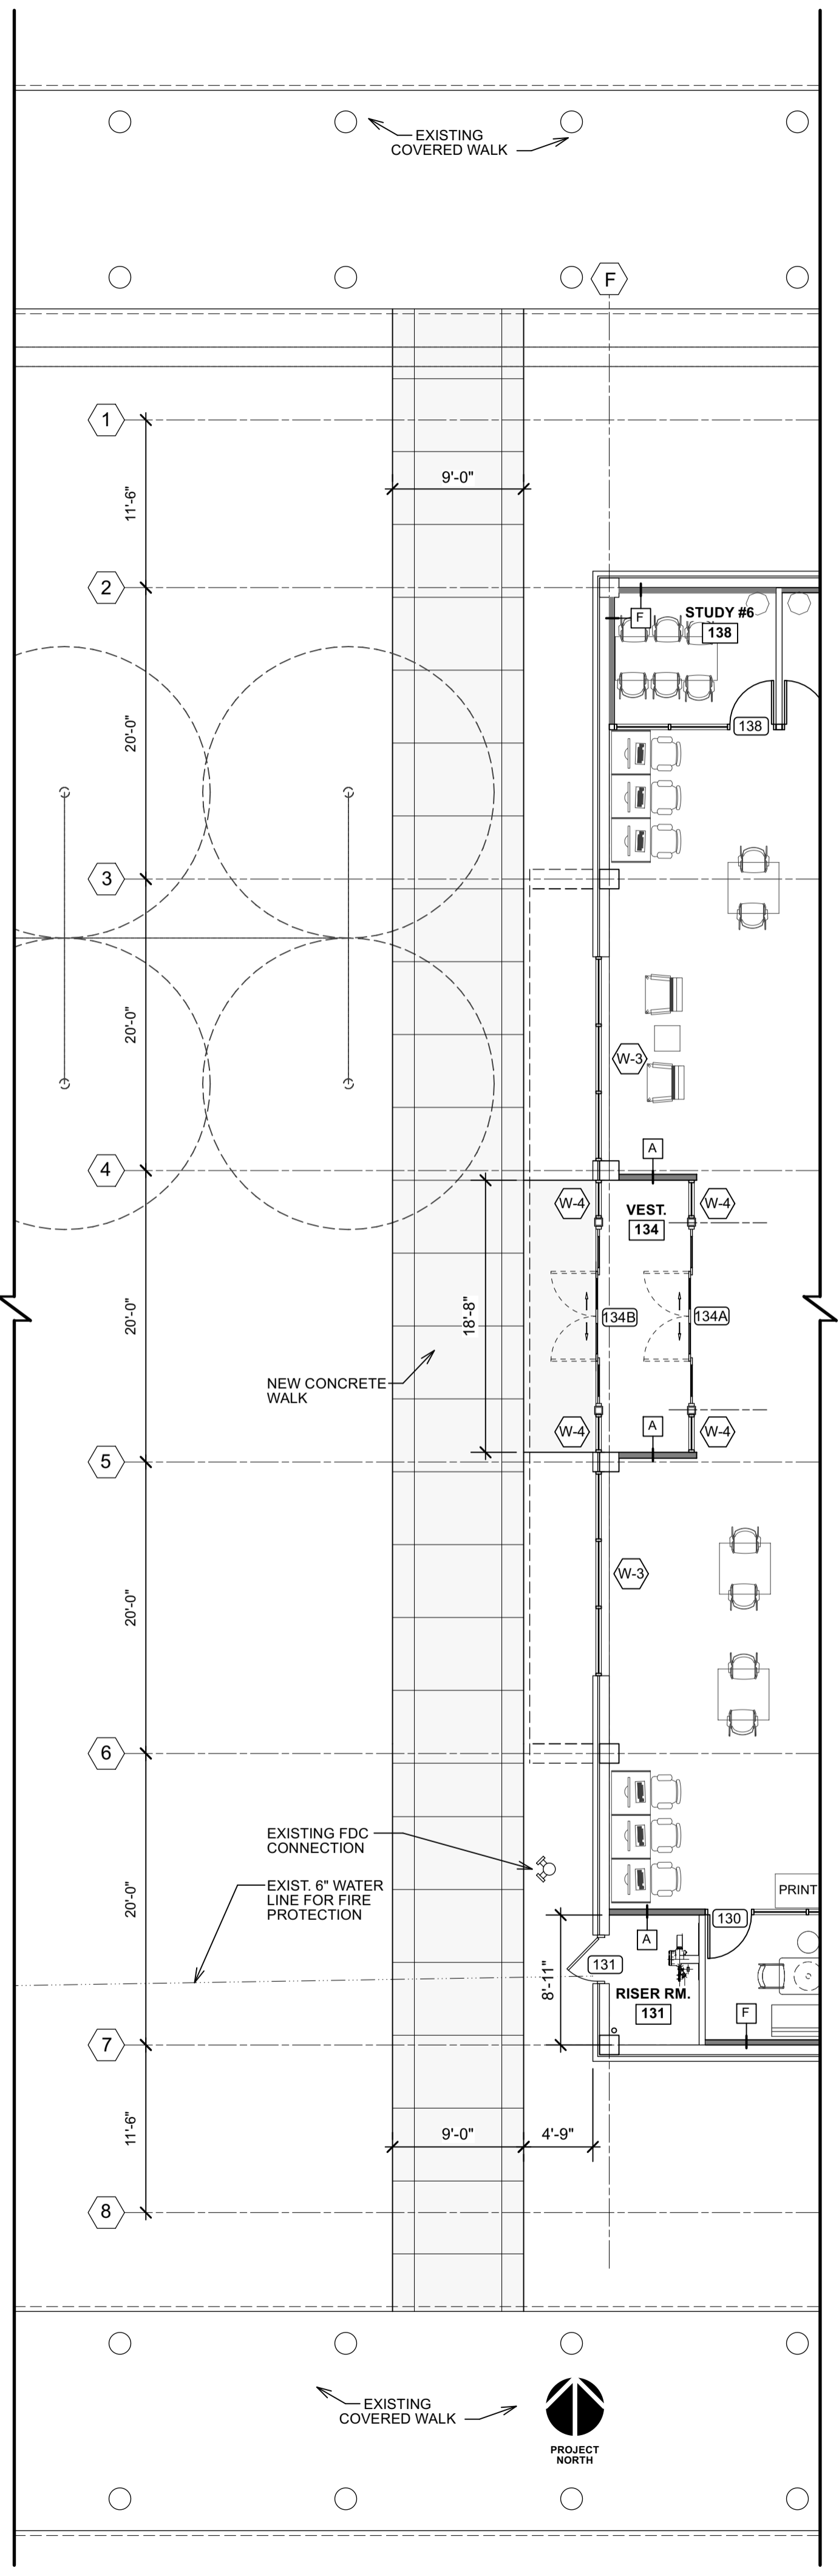 EXISTING
COVERED WALK
F
1
9'-0"
11'-6"
2
STUDY #6
F
138
138
20'-0"
3
20'-0"
W-3
A
4
W-4
W-4
VEST.
134
18'-8"
20'-0"
134B
134A
NEW CONCRETE
WALK
A
W-4
W-4
5
W-3
20'-0"
6
EXISTING FDC
CONNECTION
EXIST. 6" WATER
LINE FOR FIRE
PROTECTION
20'-0"
PRINT
130
A
131
8'-11"
RISER RM.
131
F
7
11'-6"
9'-0"
4'-9"
8
EXISTING
COVERED WALK
PROJECT
NORTH